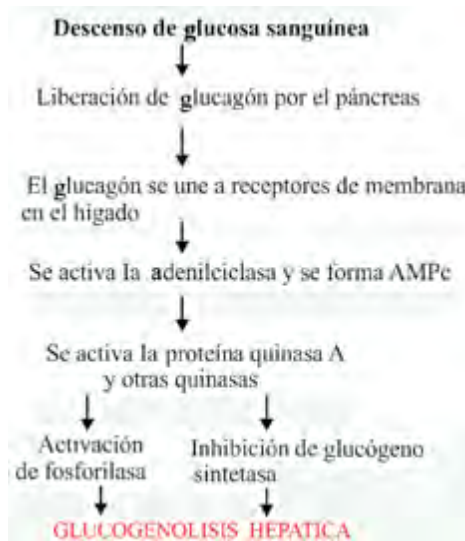 Descenso de glucosa sanguínea
Liberación de glucagón por el páncreas
El glucagón se une a receptores de membrana
en el higado
Se activa la adenilciclasa y se forma AMPc
Se activa la proteína quinasa A
y otras quinasas
Activación
de fosforilasa
Inhibición de glucógeno
sintetasa
GLUCOGENOLISIS HEPATICA